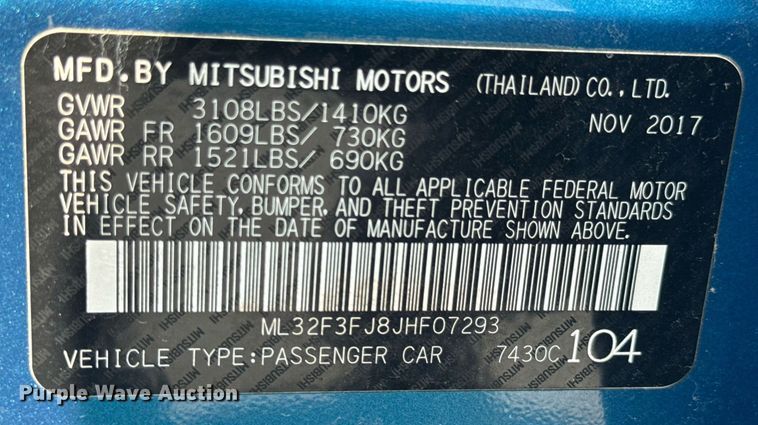 MFD.BY MITSUBISHI MOTORS (THAILAND) CO., LTD.
GVWR 3108LBS/1410KG NOV 2017
GAWR FR 1609LBS/ 730KG
GAWR RR 1521LBS/ 690KG
THIS VEHICLE CONFORMS TO ALL APPLICABLE FEDERAL MOTOR
VEHICLE SAFETY, BUMPER, AND THEFT PREVENTION STANDARDS
IN EFFECT ON THE DATE OF MANUFACTURE SHOWN ABOVE.
ML32F3FJ8JHF07293
VEHICLE TYPE:PASSENGER CAR 7430C104
Purple Wave Auction